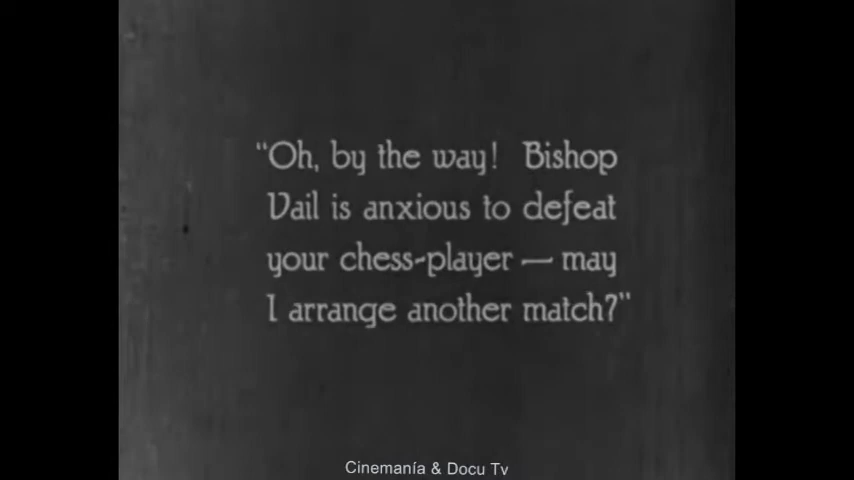 “Oh, by the way! Bishop
Vail is anxious to defeat
your chess-player — may
I arrange another match?”
Cinemanía & Docu Tv